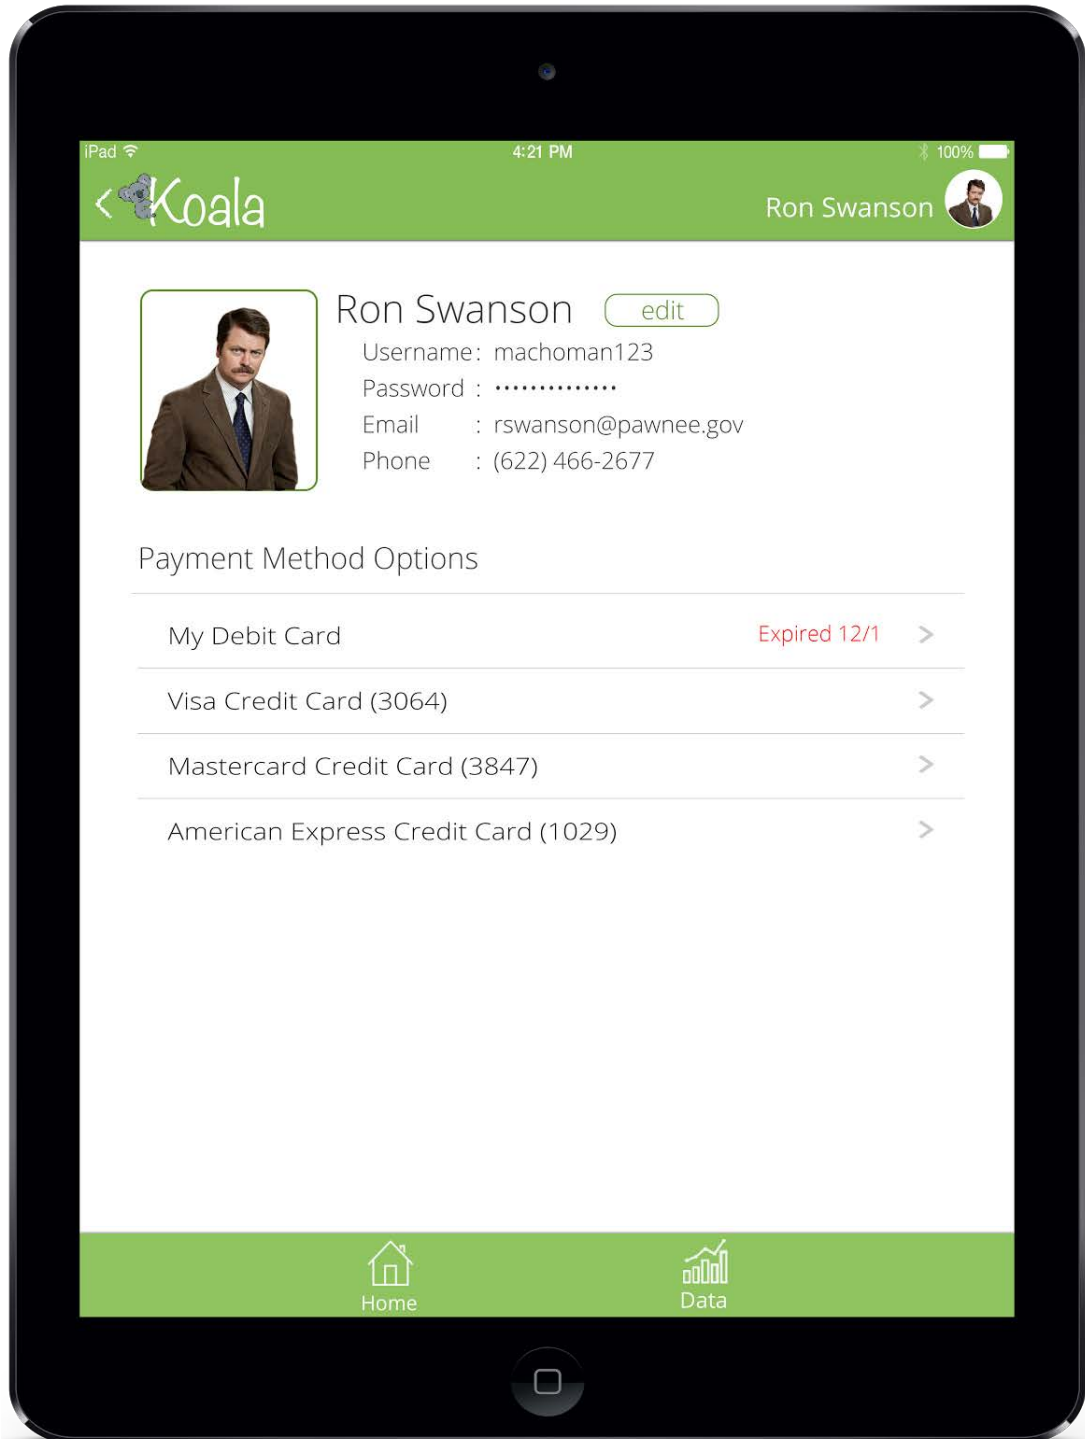 iPad 4:21 PM 100%
Koala Ron Swanson
Ron Swanson edit
Username : machoman123
Password : ••••••••••••••
Email : rswanson@pawnee.gov
Phone : (622) 466-2677
Payment Method Options
My Debit Card Expired 12/1 >
Visa Credit Card (3064) >
Mastercard Credit Card (3847) >
American Express Credit Card (1029) >
Home Data